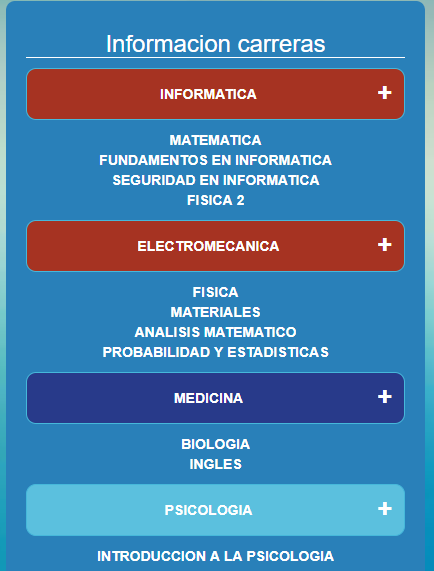 Informacion carreras
INFORMATICA +
MATEMATICA
FUNDAMENTOS EN INFORMATICA
SEGURIDAD EN INFORMATICA
FISICA 2
ELECTROMECANICA +
FISICA
MATERIALES
ANALISIS MATEMATICO
PROBABILIDAD Y ESTADISTICAS
MEDICINA +
BIOLOGIA
INGLES
PSICOLOGIA +
INTRODUCCION A LA PSICOLOGIA